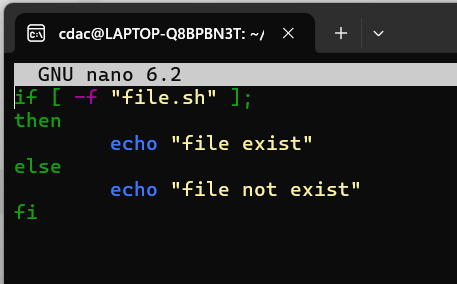 cdac@LAPTOP-Q8BPBN3T: ~/
GNU nano 6.2
if [ -f "file.sh" ];
then
echo "file exist"
else
echo "file not exist"
fi